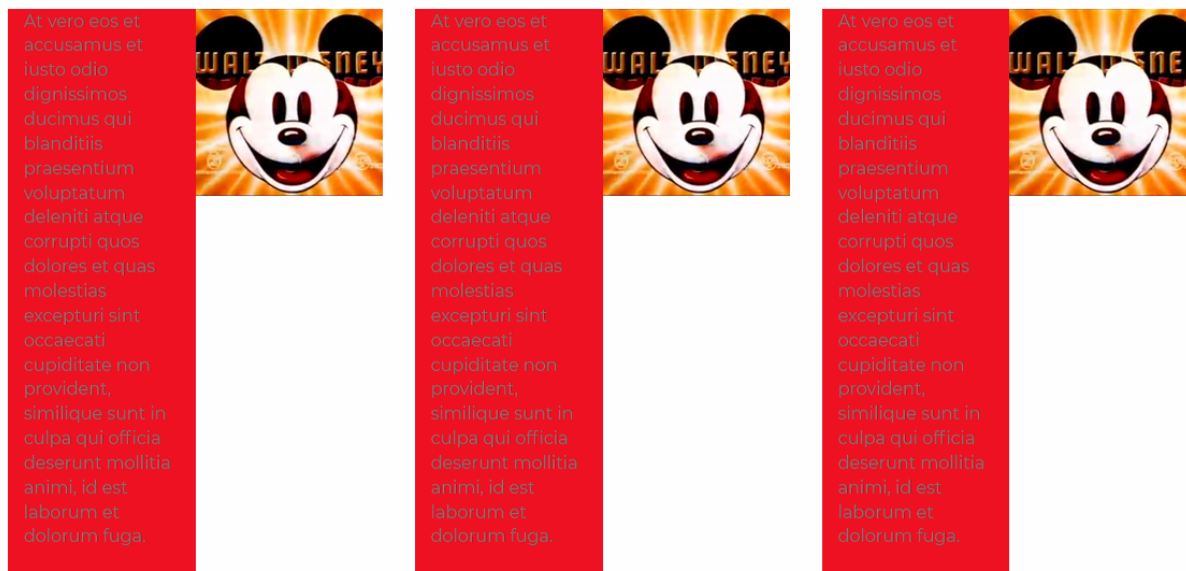 At vero eos et
accusamus et
iusto odio
dignissimos
ducimus qui
blanditiis
praesentium
voluptatum
deleniti atque
corrupti quos
dolores et quas
molestias
excepturi sint
occaecati
cupiditate non
provident,
similique sunt in
culpa qui officia
deserunt mollitia
animi, id est
laborum et
dolorum fuga.
WALT DISNEY
At vero eos et
accusamus et
iusto odio
dignissimos
ducimus qui
blanditiis
praesentium
voluptatum
deleniti atque
corrupti quos
dolores et quas
molestias
excepturi sint
occaecati
cupiditate non
provident,
similique sunt in
culpa qui officia
deserunt mollitia
animi, id est
laborum et
dolorum fuga.
WALT DISNEY
At vero eos et
accusamus et
iusto odio
dignissimos
ducimus qui
blanditiis
praesentium
voluptatum
deleniti atque
corrupti quos
dolores et quas
molestias
excepturi sint
occaecati
cupiditate non
provident,
similique sunt in
culpa qui officia
deserunt mollitia
animi, id est
laborum et
dolorum fuga.
WALT DISNE